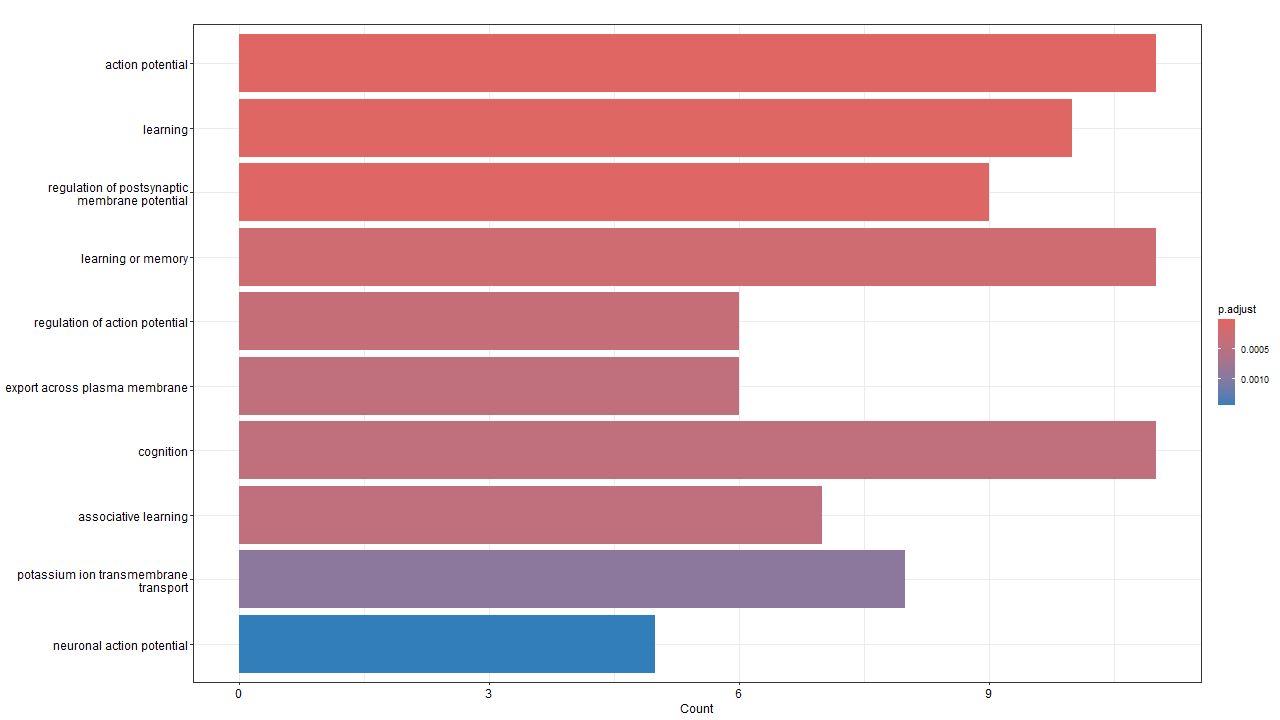 action potential
learning
regulation of postsynaptic
membrane potential
learning or memory
regulation of action potential
export across plasma membrane
cognition
associative learning
potassium ion transmembrane
transport
neuronal action potential
0 3 6 9
Count
p.adjust
0.0005
0.0010